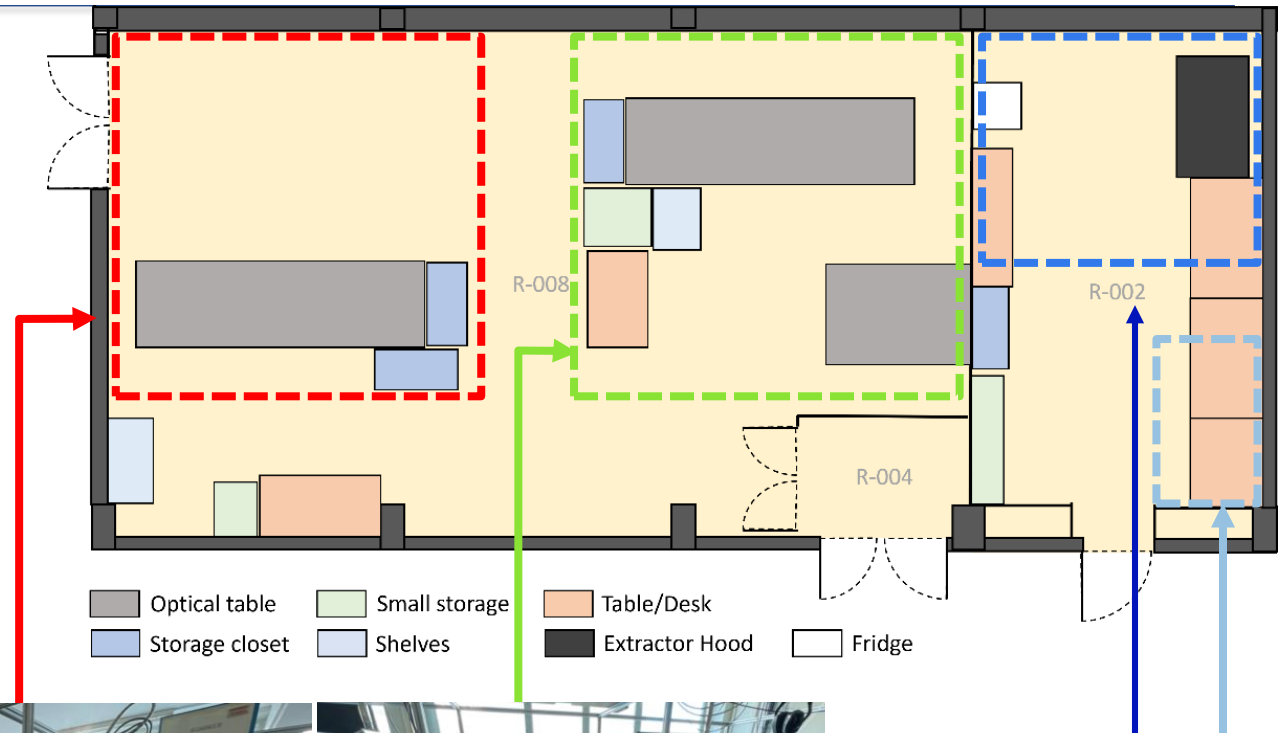 R-008
R-002
R-004
Optical table
Small storage
Table/Desk
Storage closet
Shelves
Extractor Hood
Fridge